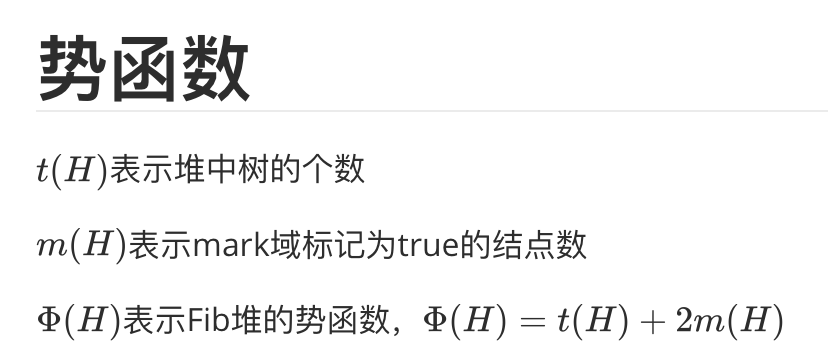 势函数
t(H)表示堆中树的个数
m(H)表示mark域标记为true的结点数
Φ(H)表示Fib堆的势函数，Φ(H) = t(H) + 2m(H)